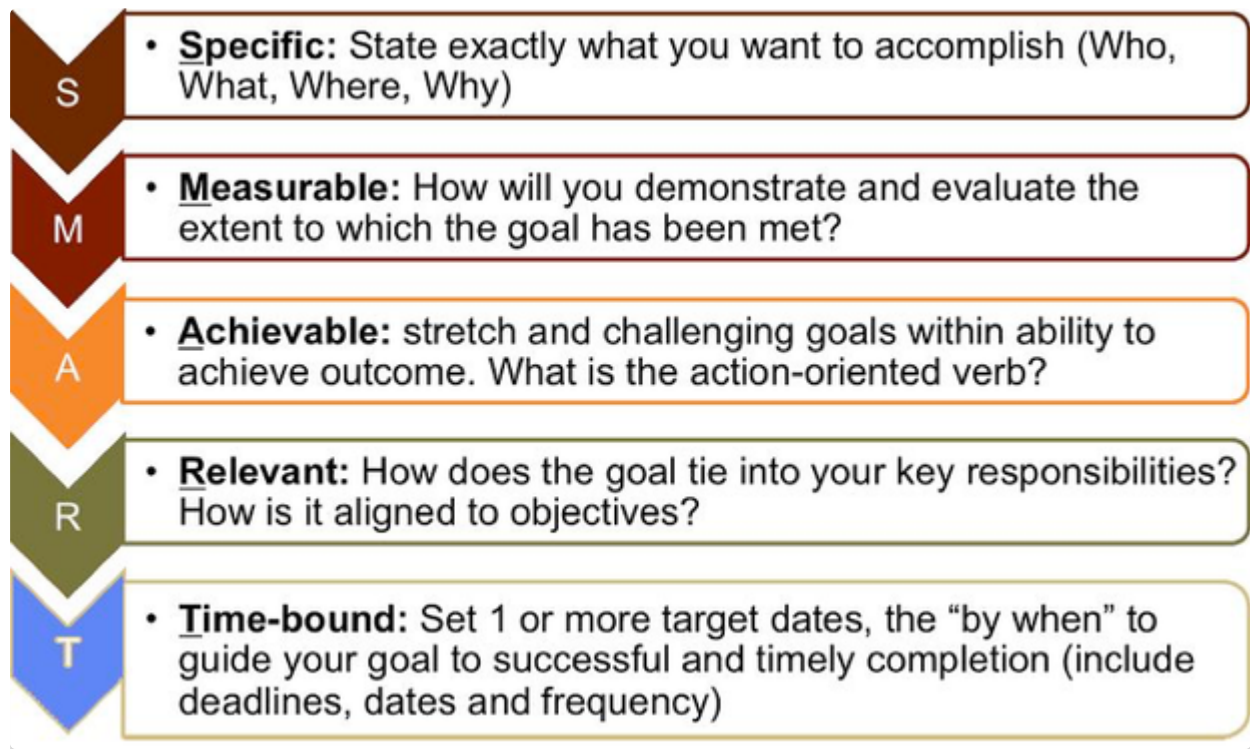 S
• Specific: State exactly what you want to accomplish (Who,
What, Where, Why)
M
• Measurable: How will you demonstrate and evaluate the
extent to which the goal has been met?
A
• Achievable: stretch and challenging goals within ability to
achieve outcome. What is the action-oriented verb?
R
• Relevant: How does the goal tie into your key responsibilities?
How is it aligned to objectives?
T
• Time-bound: Set 1 or more target dates, the “by when” to
guide your goal to successful and timely completion (include
deadlines, dates and frequency)